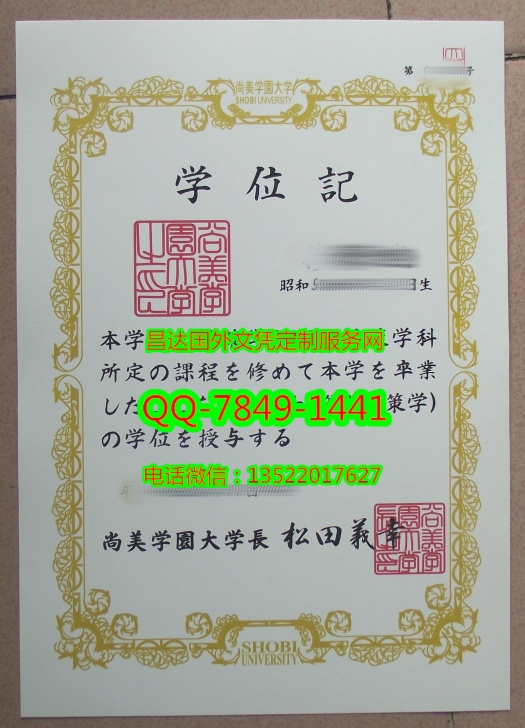 尚美学園大学
SHOBI UNIVERSITY
第 号
学位記
昭和 生
本学 学科
昌达国外文凭定制服务网
所定の課程を修めて本学を卒業
した 策学)
QQ-7849-1441
の学位を授与する
电话微信：13522017627
尚美学園大学長 松田義幸
SHOBI
UNIVERSITY